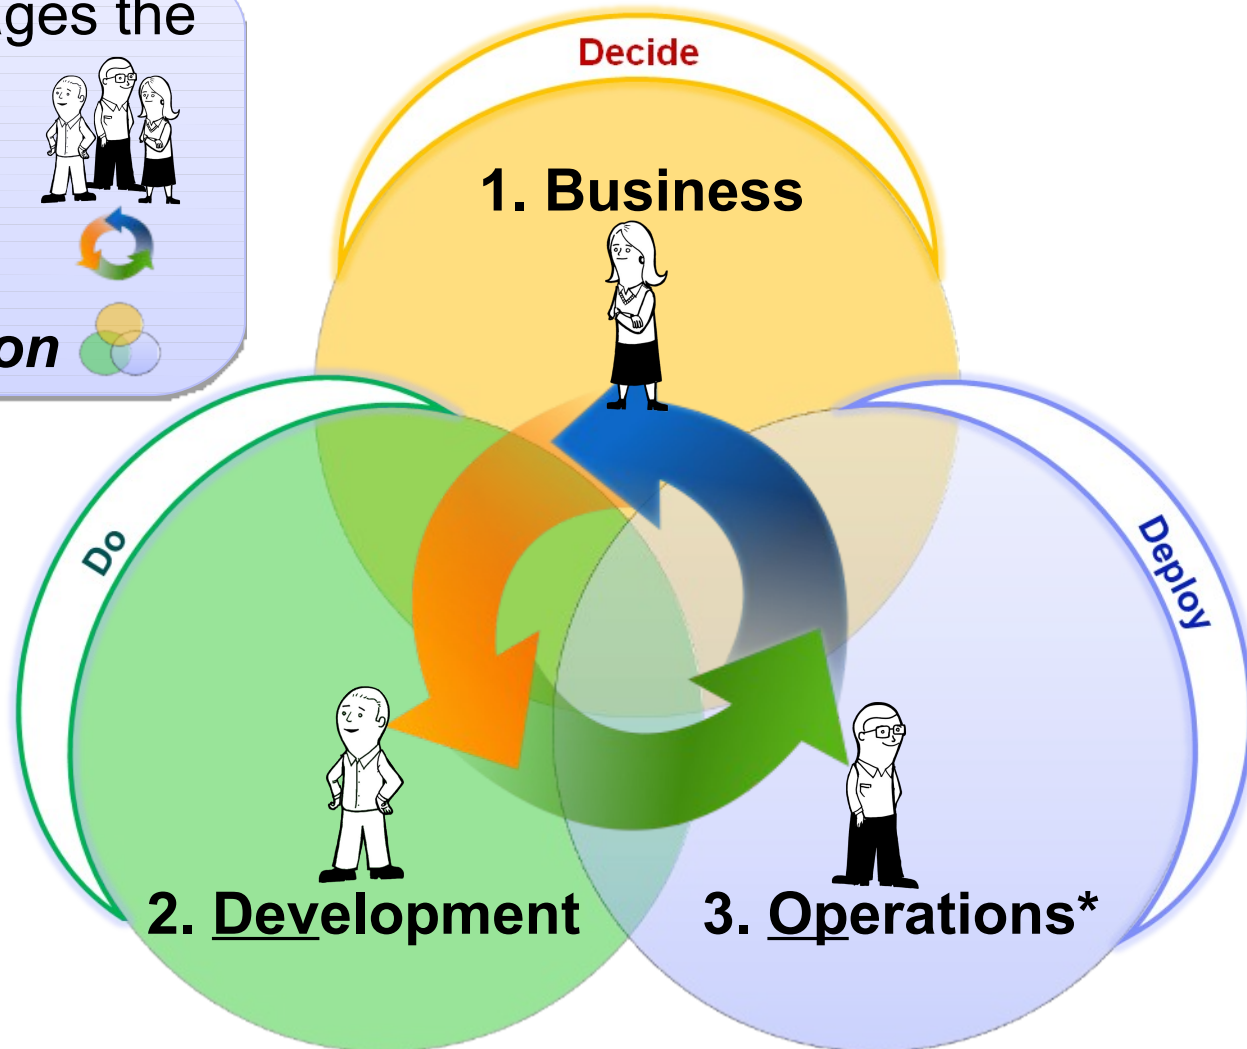 ges the
on
Decide
1. Business
Do
Deploy
2. Development
3. Operations*